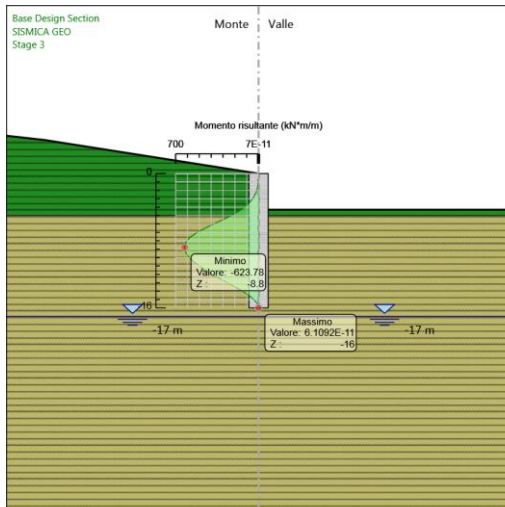 Base Design Section
SISMICA GEO
Stage 3
Monte Valle
Momento risultante (kN*m/m)
700 7E-11
0
Minimo
Valore: -623.78
Z : -8.8
-16
Massimo
Valore: 6.1092E-11
Z : -16
-17 m -17 m